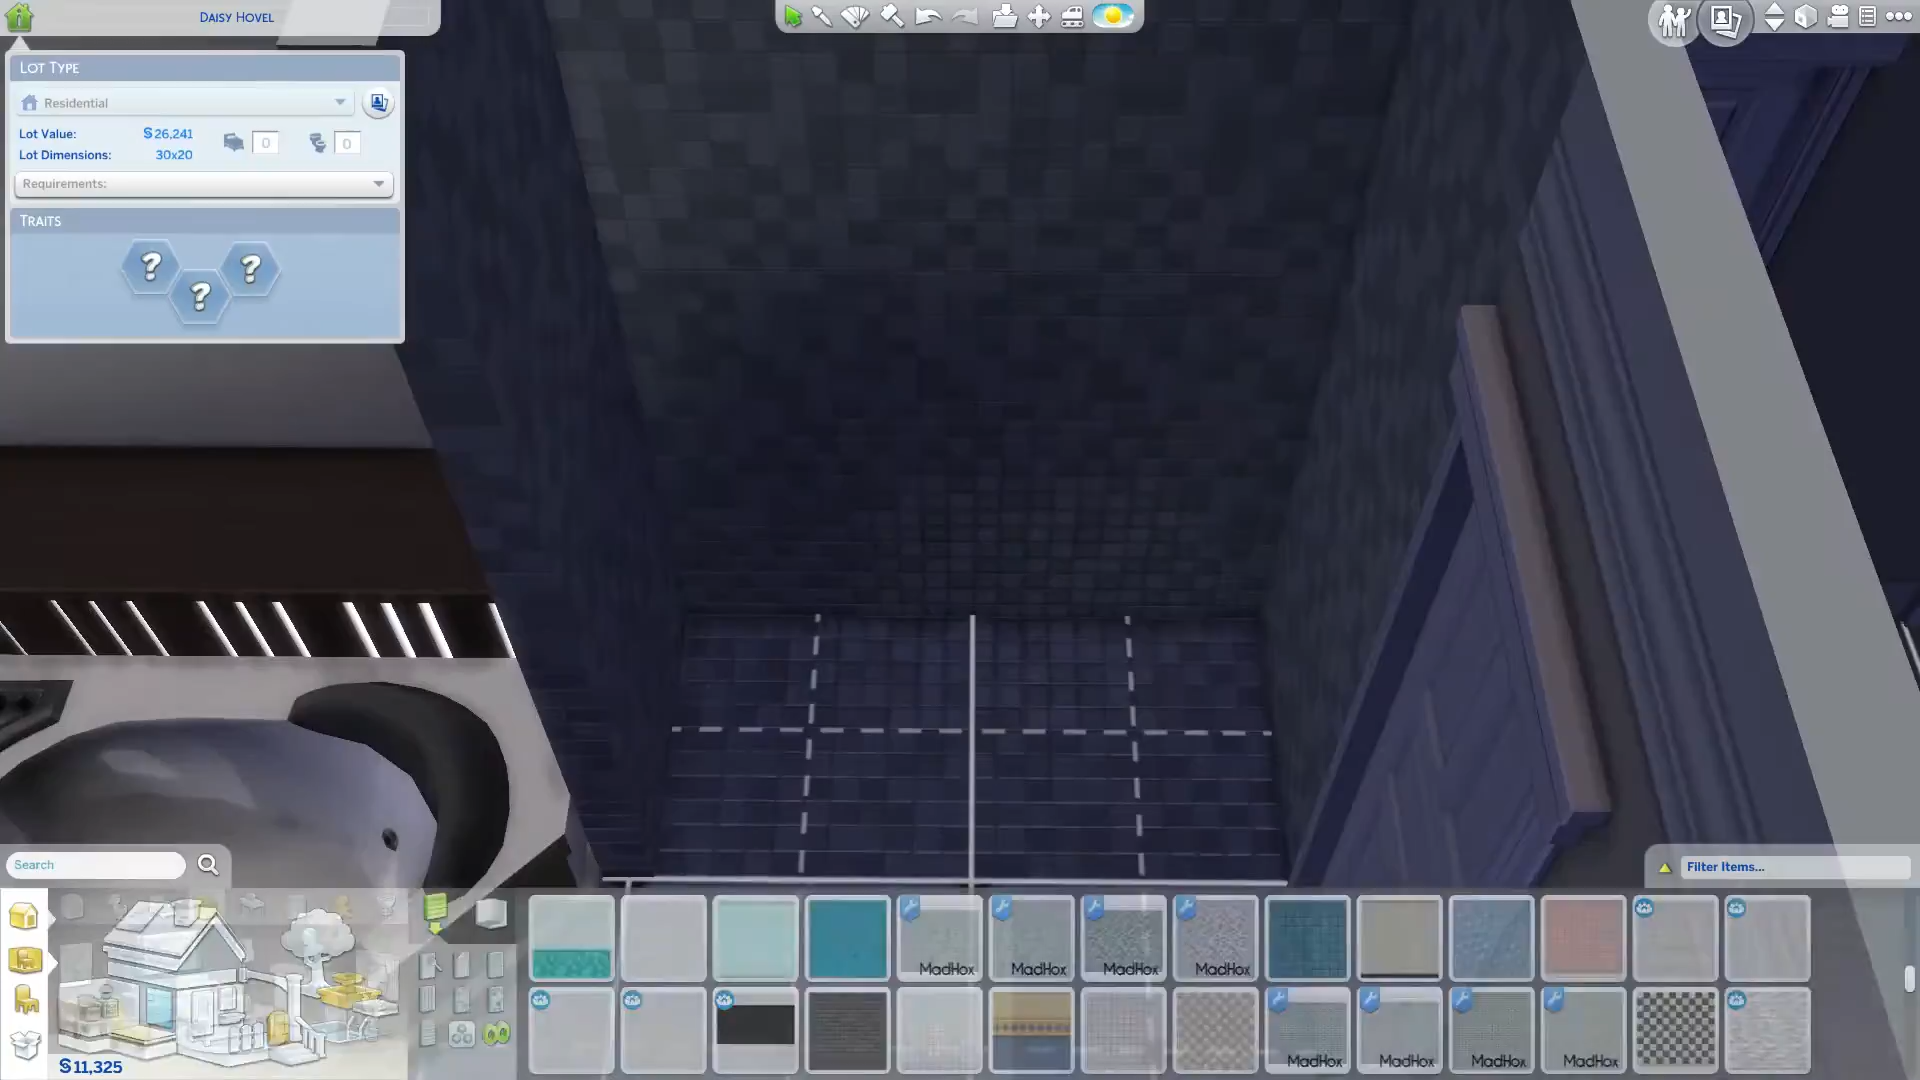 DAISY HOVEL
LOT TYPE
Residential
Lot Value: §26,241
0
0
Lot Dimensions: 30x20
Requirements:
TRAITS
? ? ?
Search
Filter Items...
MadHox MadHox MadHox MadHox
MadHox MadHox MadHox MadHox
§11,325